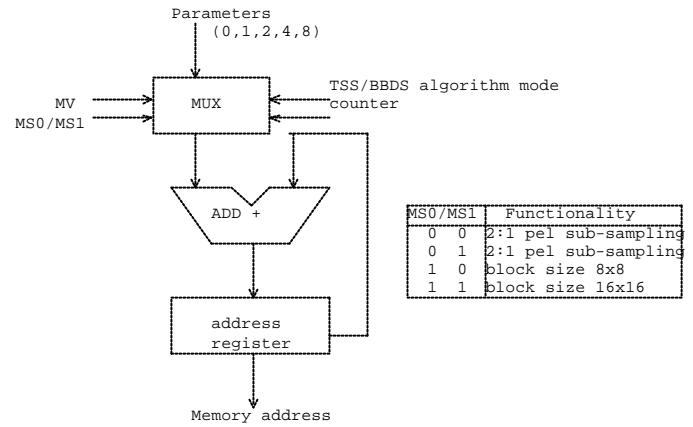 Parameters
(0,1,2,4,8)
TSS/BBDS algorithm mode
counter
MV
MS0/MS1
MUX
ADD +
address
register
Memory address
MS0/MS1 Functionality
0 0 2:1 pel sub-sampling
0 1 2:1 pel sub-sampling
1 0 block size 8x8
1 1 block size 16x16